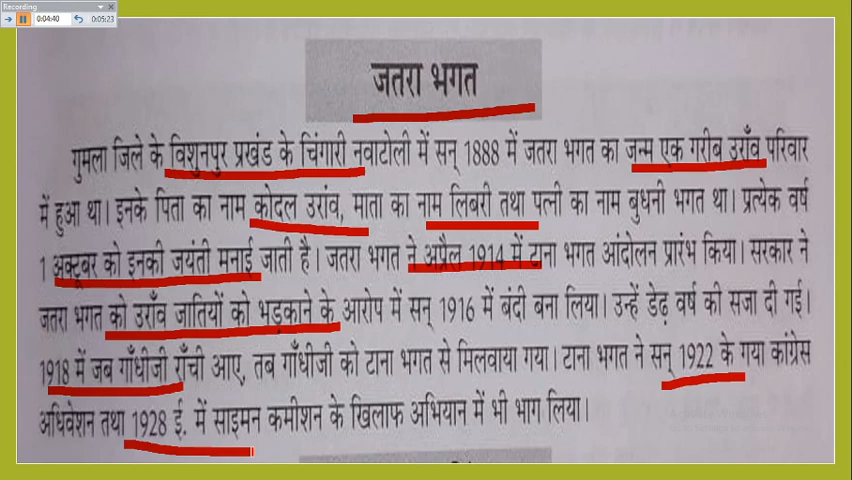 Recording
0:04:40
0:05:23
जतरा भगत
गुमला जिले के विशुनपुर प्रखंड के चिंगारी नवाटोली में सन् 1888 में जतरा भगत का जन्म एक गरीब उराँव परिवार
में हुआ था। इनके पिता का नाम कोदल उरांव, माता का नाम लिबरी तथा पत्नी का नाम बुधनी भगत था। प्रत्येक वर्ष
1 अक्टूबर को इनकी जयंती मनाई जाती है। जतरा भगत ने अप्रैल 1914 में टाना भगत आंदोलन प्रारंभ किया। सरकार ने
जतरा भगत को उराँव जातियों को भड़काने के आरोप में सन् 1916 में बंदी बना लिया। उन्हें डेढ़ वर्ष की सजा दी गई।
1918 में जब गाँधीजी राँची आए, तब गाँधीजी को टाना भगत से मिलवाया गया। टाना भगत ने सन् 1922 के गया कांग्रेस
अधिवेशन तथा 1928 ई. में साइमन कमीशन के खिलाफ अभियान में भी भाग लिया।